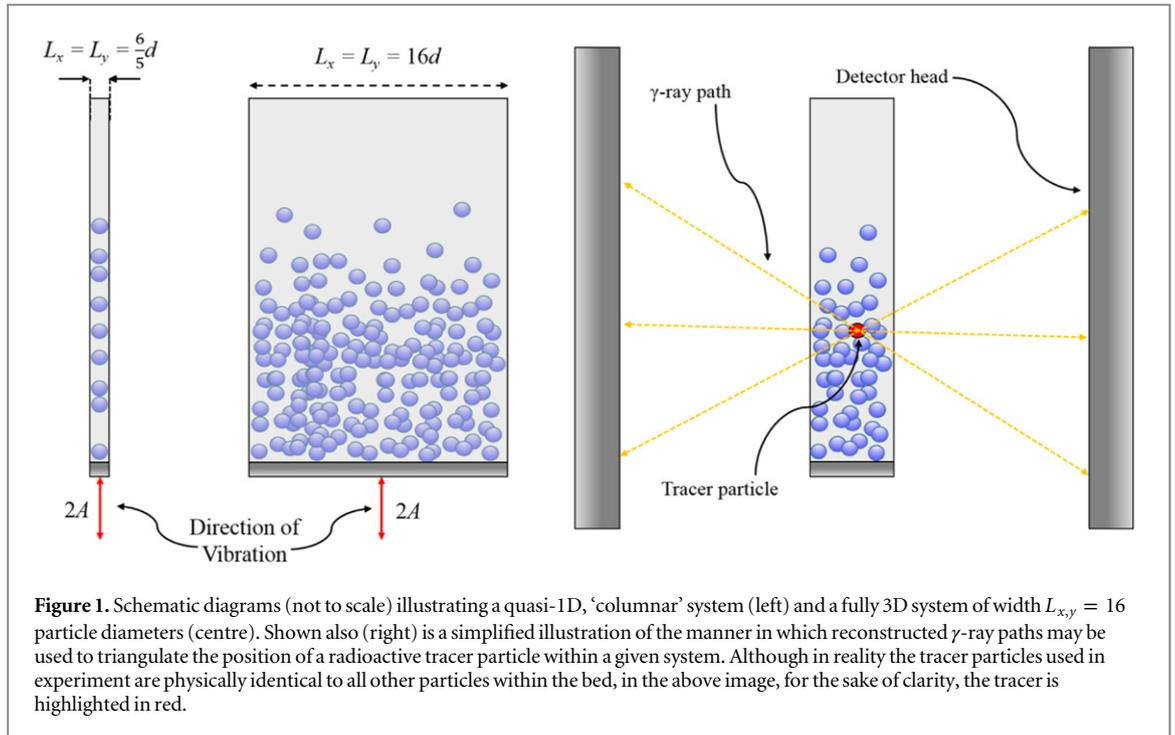 Lₓ = Lᵧ = 6/5 d
Lₓ = Lᵧ = 16d
γ-ray path
Detector head
Tracer particle
2A
Direction of
Vibration
2A
Figure 1. Schematic diagrams (not to scale) illustrating a quasi-1D, ‘columnar’ system (left) and a fully 3D system of width Lₓ,ᵧ = 16
particle diameters (centre). Shown also (right) is a simplified illustration of the manner in which reconstructed γ-ray paths may be
used to triangulate the position of a radioactive tracer particle within a given system. Although in reality the tracer particles used in
experiment are physically identical to all other particles within the bed, in the above image, for the sake of clarity, the tracer is
highlighted in red.